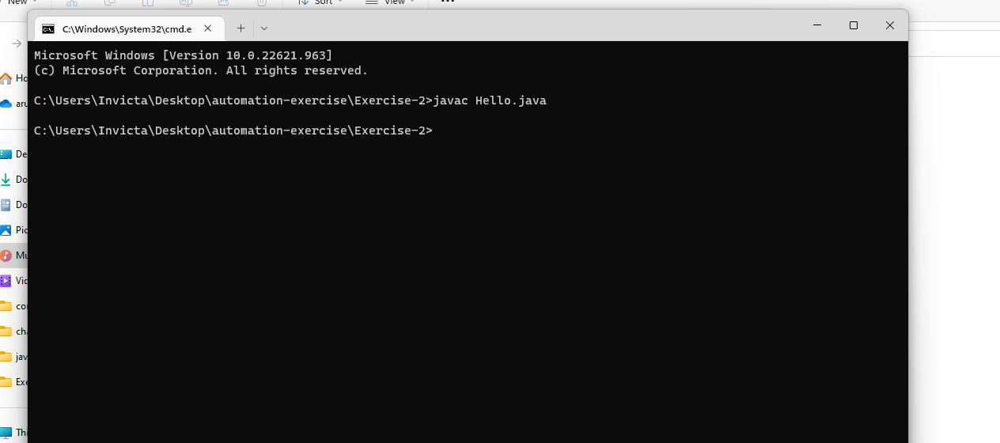 New
Sort
View
C:\Windows\System32\cmd.e
Microsoft Windows [Version 10.0.22621.963]
(c) Microsoft Corporation. All rights reserved.
C:\Users\Invicta\Desktop\automation-exercise\Exercise-2>javac Hello.java
C:\Users\Invicta\Desktop\automation-exercise\Exercise-2>
Ho
aru
De
Do
Do
Pic
Mu
Vic
cor
cha
jav
Exe
Thi